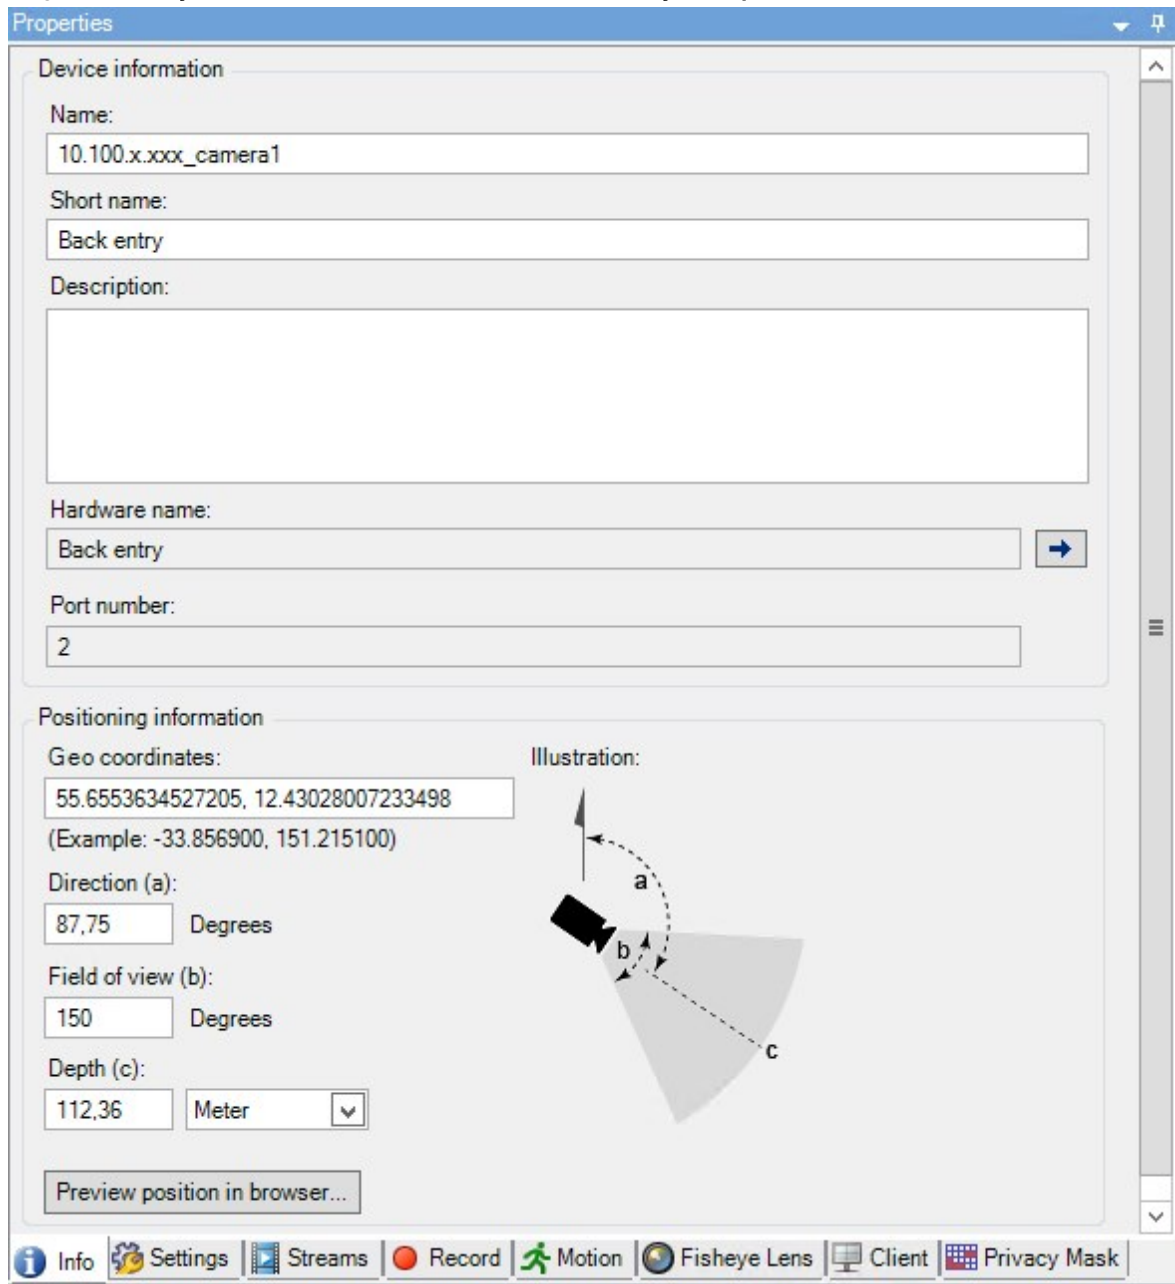 Properties
Device information
Name:
10.100.x.xxx_camera1
Short name:
Back entry
Description:
Hardware name:
Back entry
Port number:
2
Positioning information
Geo coordinates:
Illustration:
55.6553634527205, 12.43028007233498
(Example: -33.856900, 151.215100)
Direction (a):
a
87,75 Degrees
b
Field of view (b):
150 Degrees
c
Depth (c):
112,36 Meter
Preview position in browser...
Info Settings Streams Record Motion Fisheye Lens Client Privacy Mask